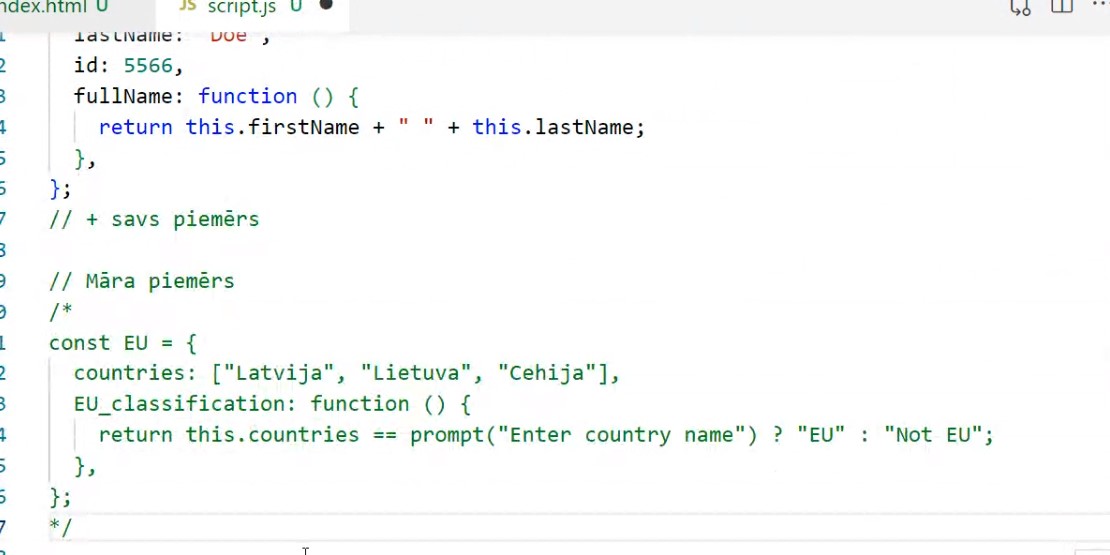 ndex.html U JS script.js U
1 lastName: "Doe",
2 id: 5566,
3 fullName: function () {
4 return this.firstName + " " + this.lastName;
5 },
6 };
7 // + savs piemērs
8
9 // Māra piemērs
0 /*
1 const EU = {
2 countries: ["Latvija", "Lietuva", "Cehija"],
3 EU_classification: function () {
4 return this.countries == prompt("Enter country name") ? "EU" : "Not EU";
5 },
6 };
7 */